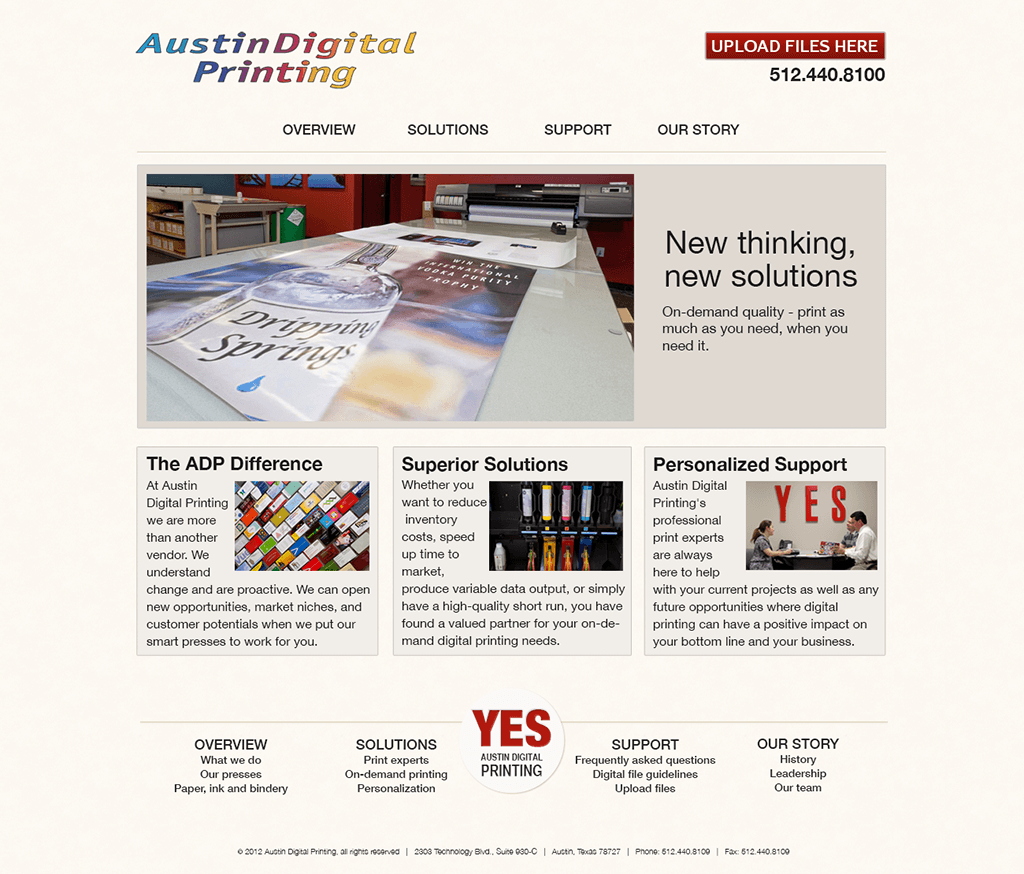 AustinDigital
Printing
UPLOAD FILES HERE
512.440.8100
OVERVIEW SOLUTIONS SUPPORT OUR STORY
WIN THE
INTERNATIONAL
VODKA PURITY
TROPHY
Dripping
Springs
New thinking,
new solutions
On-demand quality - print as
much as you need, when you
need it.
The ADP Difference
At Austin
Digital Printing
we are more
than another
vendor. We
understand
change and are proactive. We can open
new opportunities, market niches, and
customer potentials when we put our
smart presses to work for you.
Superior Solutions
Whether you
want to reduce
inventory
costs, speed
up time to
market,
produce variable data output, or simply
have a high-quality short run, you have
found a valued partner for your on-de-
mand digital printing needs.
Personalized Support
Austin Digital
Printing's
professional
print experts
are always
here to help
with your current projects as well as any
future opportunities where digital
printing can have a positive impact on
your bottom line and your business.
YES
OVERVIEW
What we do
Our presses
Paper, ink and bindery
SOLUTIONS
Print experts
On-demand printing
Personalization
YES
AUSTIN DIGITAL
PRINTING
SUPPORT
Frequently asked questions
Digital file guidelines
Upload files
OUR STORY
History
Leadership
Our team
© 2012 Austin Digital Printing, all rights reserved | 2303 Technology Blvd., Suite 930-C | Austin, Texas 78727 | Phone: 512.440.8109 | Fax: 512.440.8109